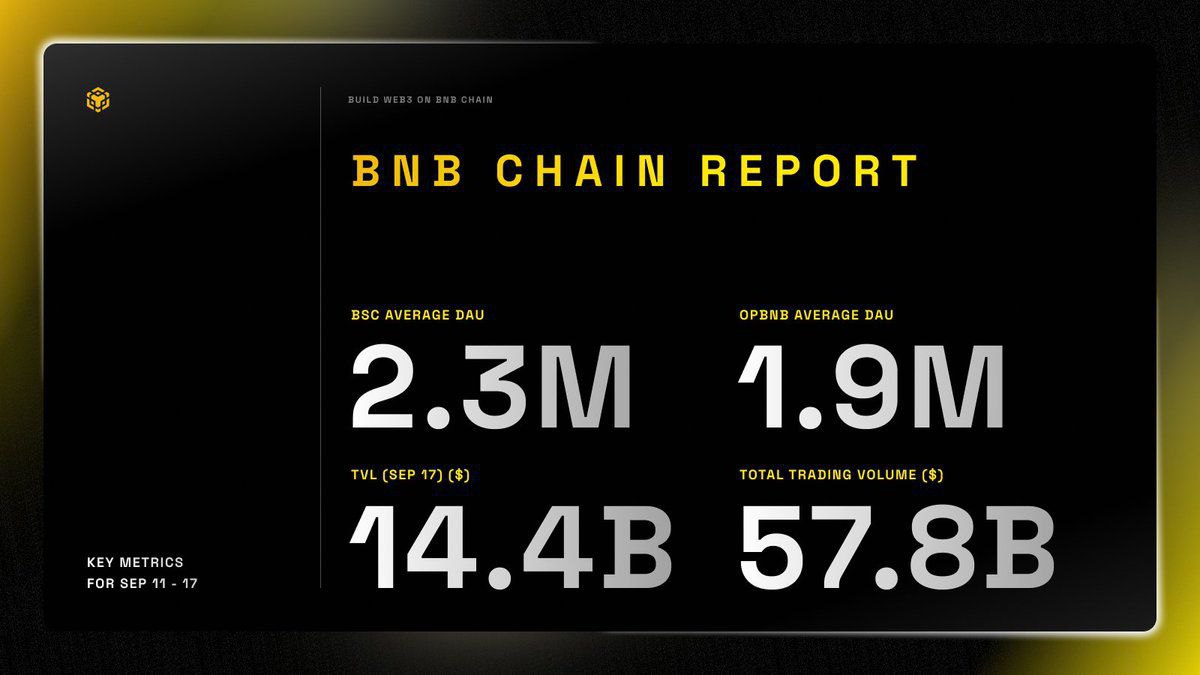 BUILD WEB3 ON BNB CHAIN
BNB CHAIN REPORT
BSC AVERAGE DAU
2.3M
OPBNB AVERAGE DAU
1.9M
TVL (SEP 17) ($)
14.4B
TOTAL TRADING VOLUME ($)
57.8B
KEY METRICS
FOR SEP 11 - 17